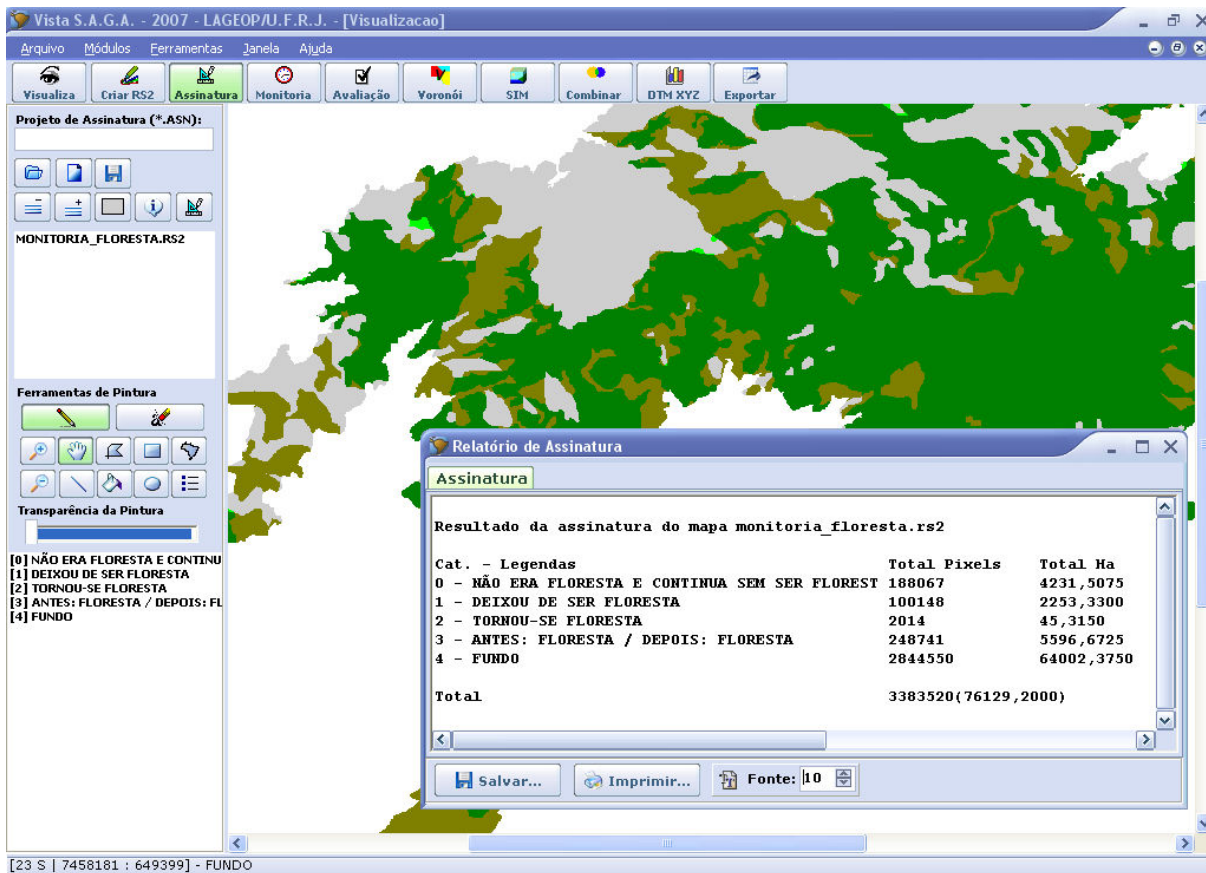 Vista S.A.G.A. - 2007 - LAGEOP/U.F.R.J. - [Visualizacao]
Arquivo Módulos Ferramentas Janela Ajuda
Visualiza Criar RS2 Assinatura Monitoria Avaliação Voronói SIM Combinar DTM XYZ Exportar
Projeto de Assinatura (*.ASN):
MONITORIA_FLORESTA.RS2
Ferramentas de Pintura
Transparência da Pintura
[0] NÃO ERA FLORESTA E CONTINU
[1] DEIXOU DE SER FLORESTA
[2] TORNOU-SE FLORESTA
[3] ANTES: FLORESTA / DEPOIS: FL
[4] FUNDO
Relatório de Assinatura
Assinatura
Resultado da assinatura do mapa monitoria_floresta.rs2
Cat. - Legendas Total Pixels Total Ha
0 - NÃO ERA FLORESTA E CONTINUA SEM SER FLOREST 188067 4231,5075
1 - DEIXOU DE SER FLORESTA 100148 2253,3300
2 - TORNOU-SE FLORESTA 2014 45,3150
3 - ANTES: FLORESTA / DEPOIS: FLORESTA 248741 5596,6725
4 - FUNDO 2844550 64002,3750
Total 3383520(76129,2000)
Salvar... Imprimir... Fonte: 10
[23 S | 7458181 : 649399] - FUNDO